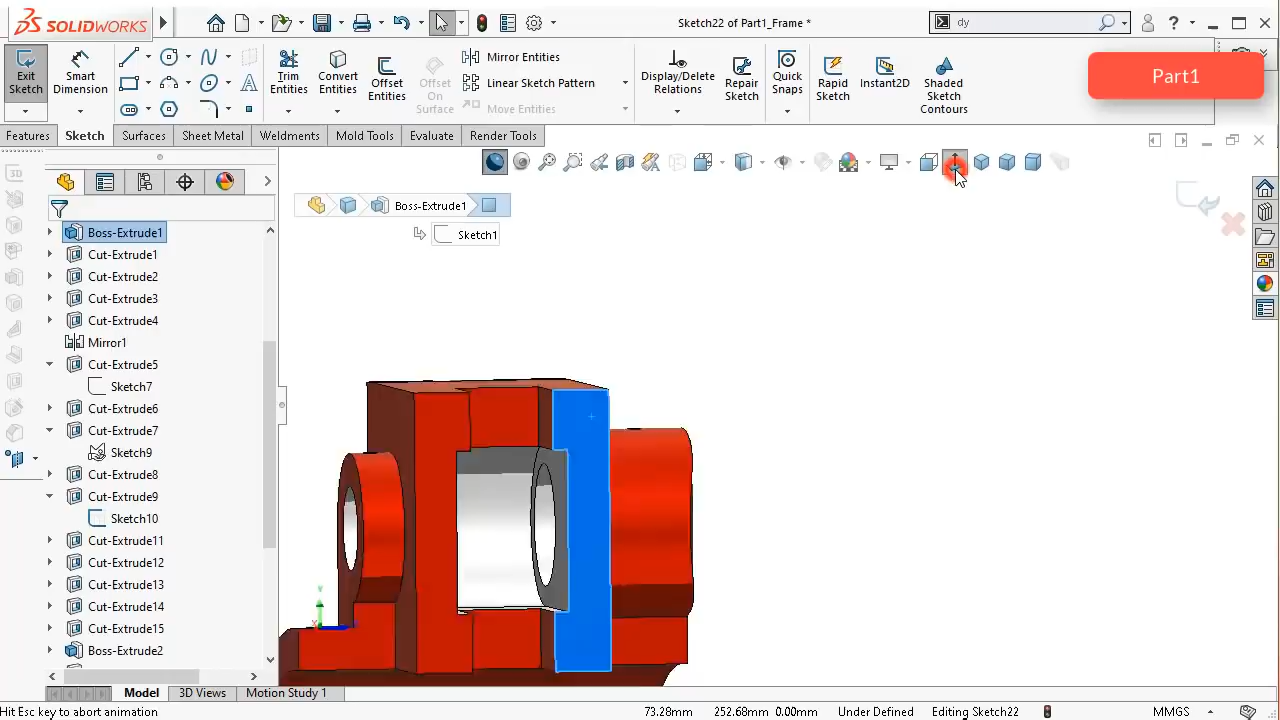 SOLIDWORKS
Sketch22 of Part1_Frame *
dy
Exit Sketch
Smart Dimension
Trim Entities
Convert Entities
Offset Entities
Offset On Surface
Mirror Entities
Linear Sketch Pattern
Move Entities
Display/Delete Relations
Repair Sketch
Quick Snaps
Rapid Sketch
Instant2D
Shaded Sketch Contours
Part1
Features
Sketch
Surfaces
Sheet Metal
Weldments
Mold Tools
Evaluate
Render Tools
Boss-Extrude1
Sketch1
Boss-Extrude1
Cut-Extrude1
Cut-Extrude2
Cut-Extrude3
Cut-Extrude4
Mirror1
Cut-Extrude5
Sketch7
Cut-Extrude6
Cut-Extrude7
Sketch9
Cut-Extrude8
Cut-Extrude9
Sketch10
Cut-Extrude11
Cut-Extrude12
Cut-Extrude13
Cut-Extrude14
Cut-Extrude15
Boss-Extrude2
Model
3D Views
Motion Study 1
Hit Esc key to abort animation
73.28mm
252.68mm 0.00mm
Under Defined
Editing Sketch22
MMGS